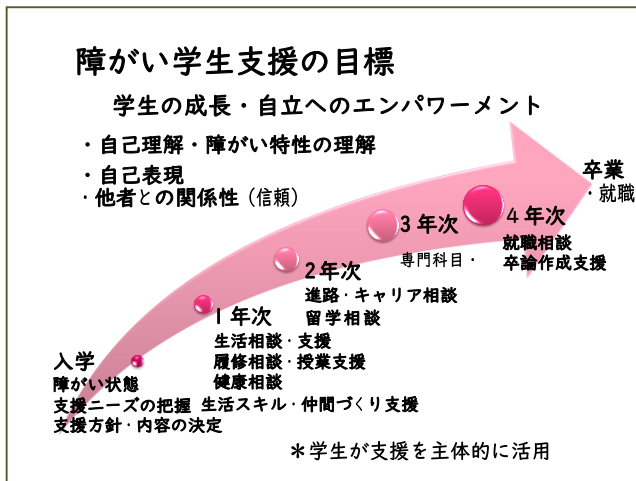 障がい学生支援の目標
学生の成長・自立へのエンパワーメント
・自己理解・障がい特性の理解
・自己表現
・他者との関係性（信頼）
卒業
・就職
4年次
就職相談
卒論作成支援
3年次
専門科目・
2年次
進路・キャリア相談
留学相談
1年次
生活相談・支援
履修相談・授業支援
健康相談
生活スキル・仲間づくり支援
入学
障がい状態
支援ニーズの把握
支援方針・内容の決定
＊学生が支援を主体的に活用